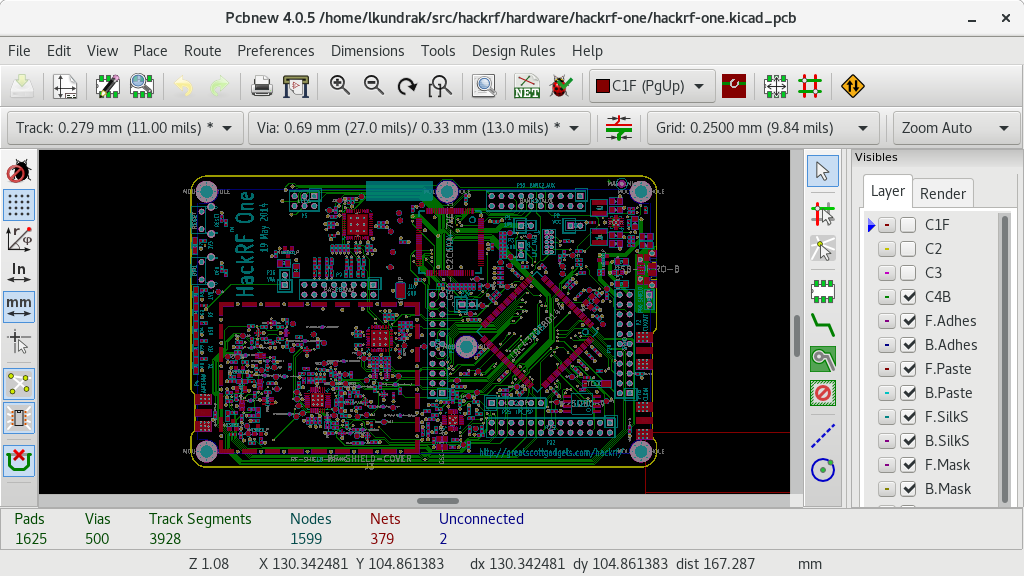 Pcbnew 4.0.5 /home/lkundrak/src/hackrf/hardware/hackrf-one/hackrf-one.kicad_pcb
File Edit View Place Route Preferences Dimensions Tools Design Rules Help
NET C1F (PgUp)
Track: 0.279 mm (11.00 mils) * Via: 0.69 mm (27.0 mils)/ 0.33 mm (13.0 mils) * Grid: 0.2500 mm (9.84 mils) Zoom Auto
Visibles
Layer Render
In
mm
C1F
C2
C3
C4B
F.Adhes
B.Adhes
F.Paste
B.Paste
F.SilkS
B.SilkS
F.Mask
B.Mask
HackRF One
19 May 2014
RF-SHIELD-COVER
Pads Vias Track Segments Nodes Nets Unconnected
1625 500 3928 1599 379 2
Z 1.08 X 130.342481 Y 104.861383 dx 130.342481 dy 104.861383 dist 167.287 mm